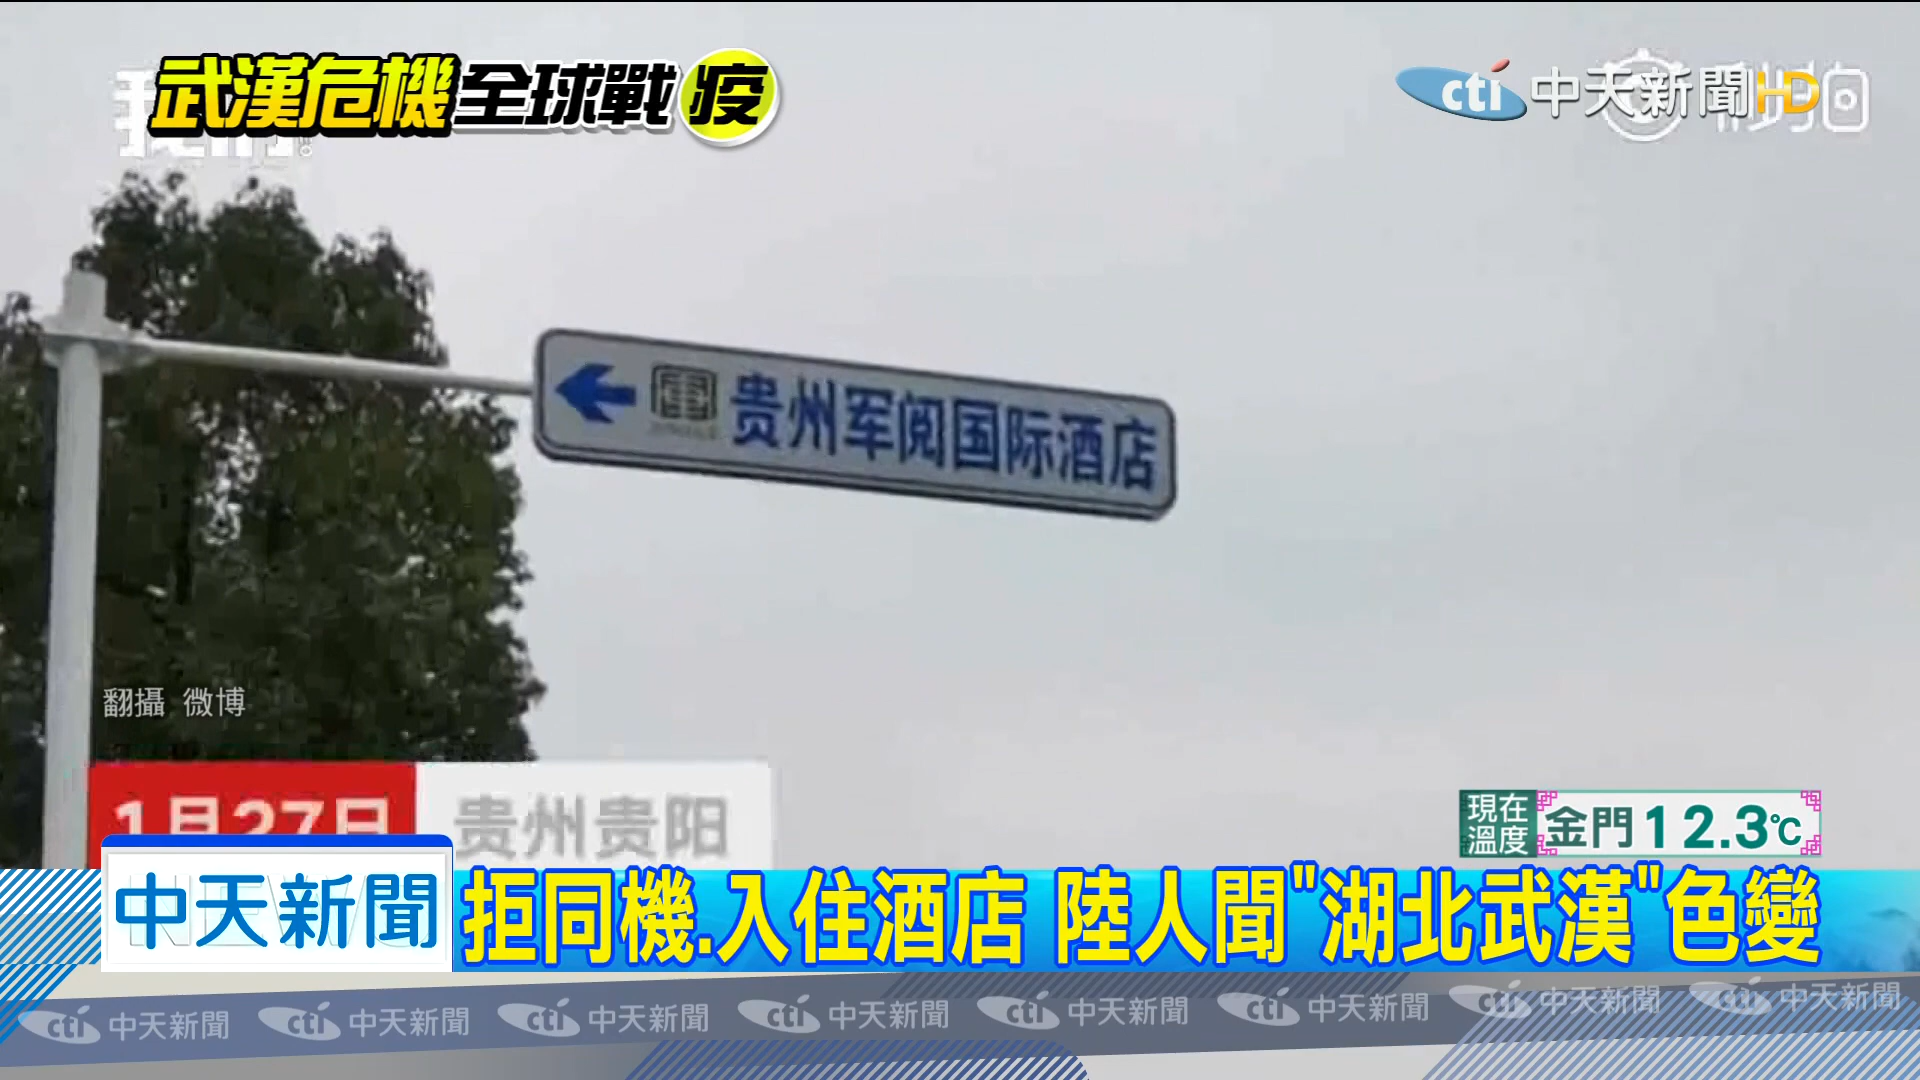 武漢危機全球戰疫
cti 中天新聞HD
秒拍
我们
贵州军阅国际酒店
翻攝 微博
1月27日
贵州贵阳
現在溫度 金門12.3℃
中天新聞
拒同機.入住酒店 陸人聞"湖北武漢"色變
cti 中天新聞 cti 中天新聞 cti 中天新聞 cti 中天新聞 cti 中天新聞 cti 中天新聞 cti 中天新聞 cti 中天新聞